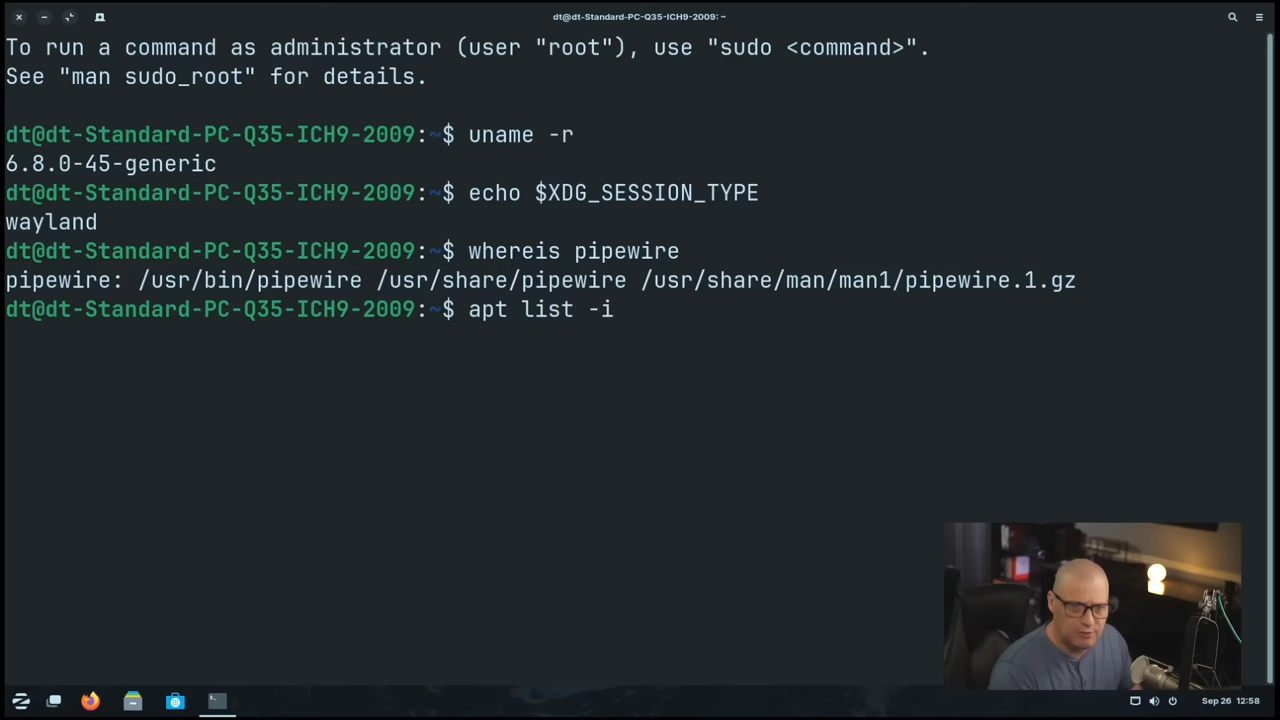 dt@dt-Standard-PC-Q35-ICH9-2009: ~
To run a command as administrator (user "root"), use "sudo <command>".
See "man sudo_root" for details.
dt@dt-Standard-PC-Q35-ICH9-2009:~$ uname -r
6.8.0-45-generic
dt@dt-Standard-PC-Q35-ICH9-2009:~$ echo $XDG_SESSION_TYPE
wayland
dt@dt-Standard-PC-Q35-ICH9-2009:~$ whereis pipewire
pipewire: /usr/bin/pipewire /usr/share/pipewire /usr/share/man/man1/pipewire.1.gz
dt@dt-Standard-PC-Q35-ICH9-2009:~$ apt list -i
Sep 26 12:58